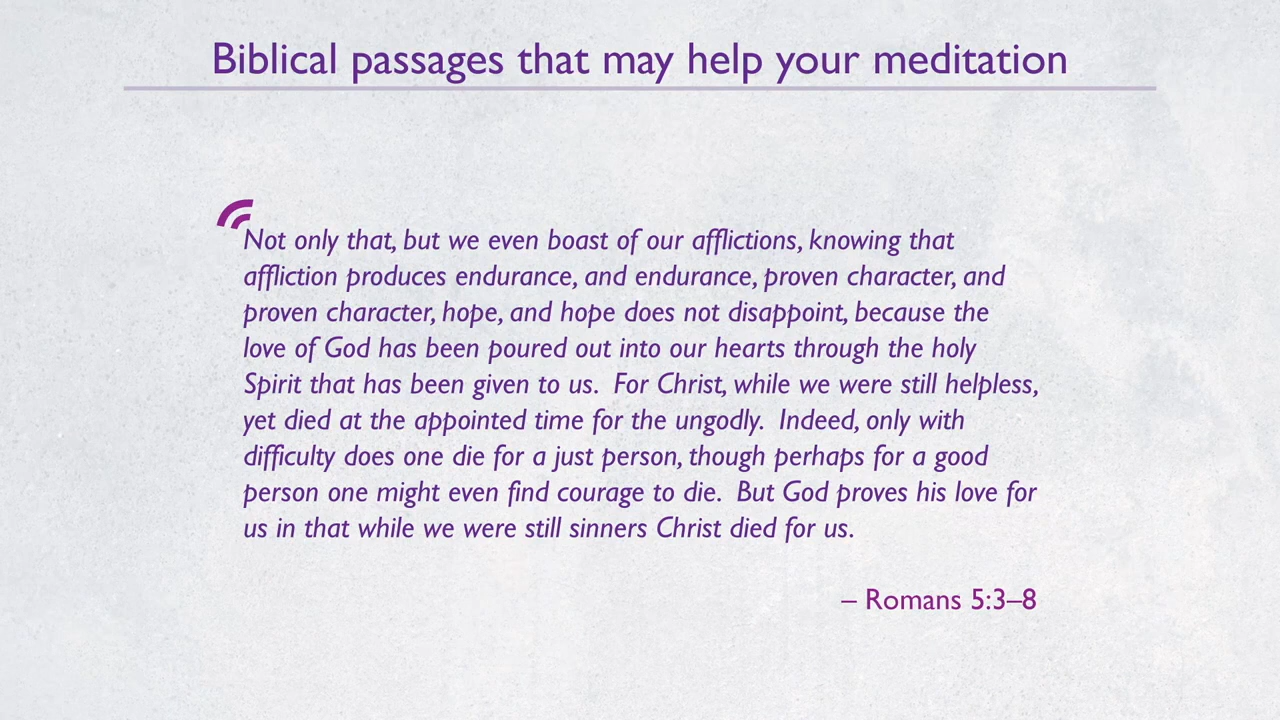 Biblical passages that may help your meditation
Not only that, but we even boast of our afflictions, knowing that
affliction produces endurance, and endurance, proven character, and
proven character, hope, and hope does not disappoint, because the
love of God has been poured out into our hearts through the holy
Spirit that has been given to us.  For Christ, while we were still helpless,
yet died at the appointed time for the ungodly.  Indeed, only with
difficulty does one die for a just person, though perhaps for a good
person one might even find courage to die.  But God proves his love for
us in that while we were still sinners Christ died for us.
– Romans 5:3–8